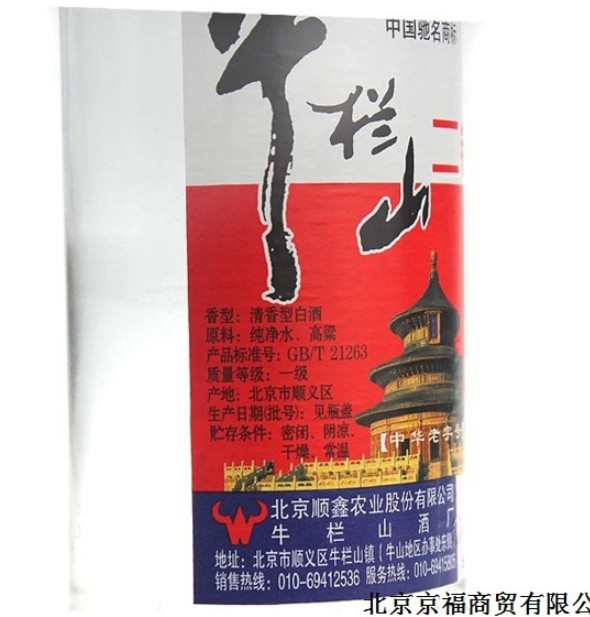 中国驰名商标
牛栏山
二
香型：清香型白酒
原料：纯净水、高粱
产品标准号：GB/T 21263
质量等级：一级
产地：北京市顺义区
生产日期(批号)：见瓶盖
贮存条件：密闭、阴凉、
干燥、常温
【中华老字号
北京顺鑫农业股份有限公司
牛栏山酒厂
地址：北京市顺义区牛栏山镇（牛山地区办事处东侧）
销售热线：010-69412536 服务热线：010-69415805
北京京福商贸有限公